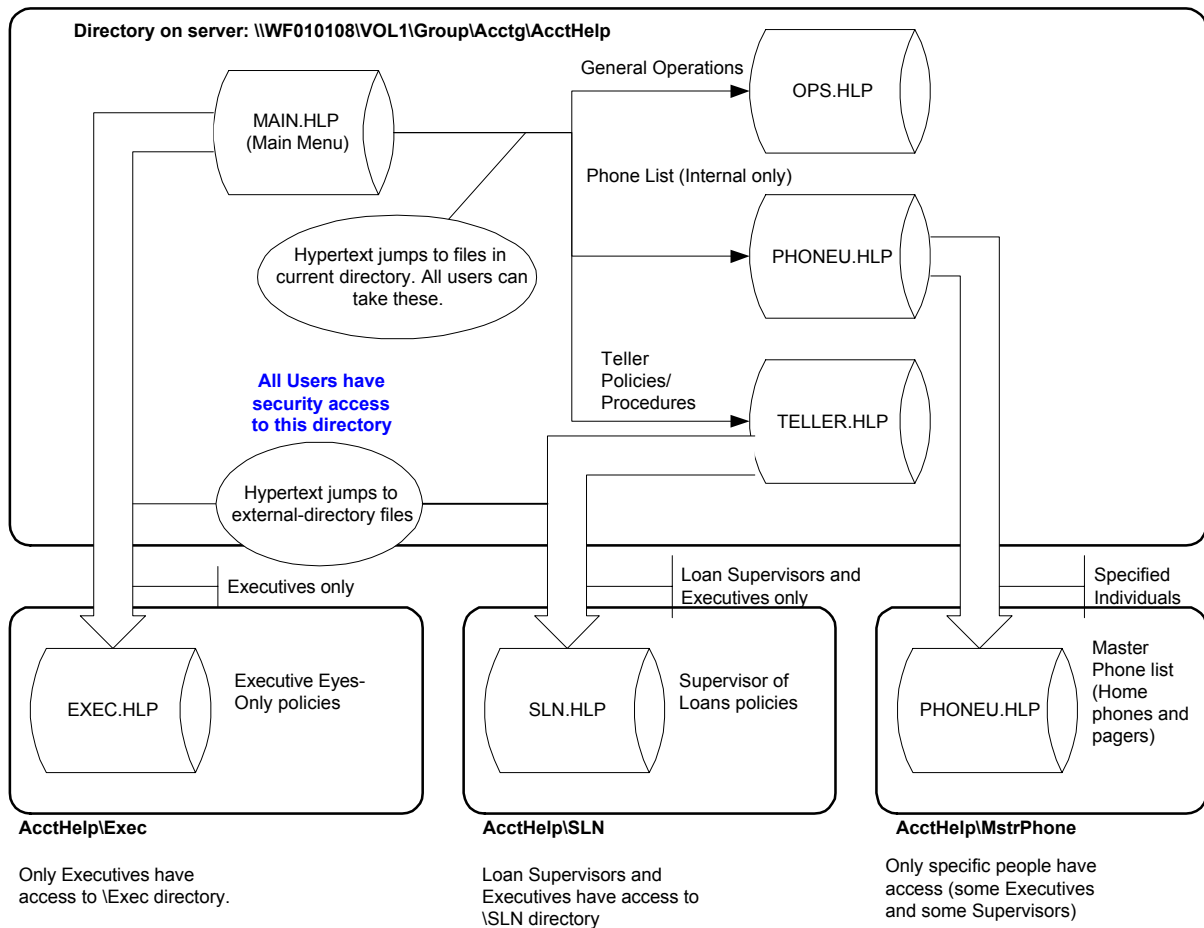 Directory on server: \\WF010108\VOL1\Group\Acctg\AcctHelp
MAIN.HLP
(Main Menu)
General Operations
OPS.HLP
Phone List (Internal only)
PHONEU.HLP
Hypertext jumps to files in
current directory. All users can
take these.
Teller
Policies/
Procedures
TELLER.HLP
All Users have
security access
to this directory
Hypertext jumps to
external-directory files
Executives only
Loan Supervisors and
Executives only
Specified
Individuals
EXEC.HLP
Executive Eyes-
Only policies
SLN.HLP
Supervisor of
Loans policies
PHONEU.HLP
Master
Phone list
(Home
phones and
pagers)
AcctHelp\Exec
Only Executives have
access to \Exec directory.
AcctHelp\SLN
Loan Supervisors and
Executives have access to
\SLN directory
AcctHelp\MstrPhone
Only specific people have
access (some Executives
and some Supervisors)